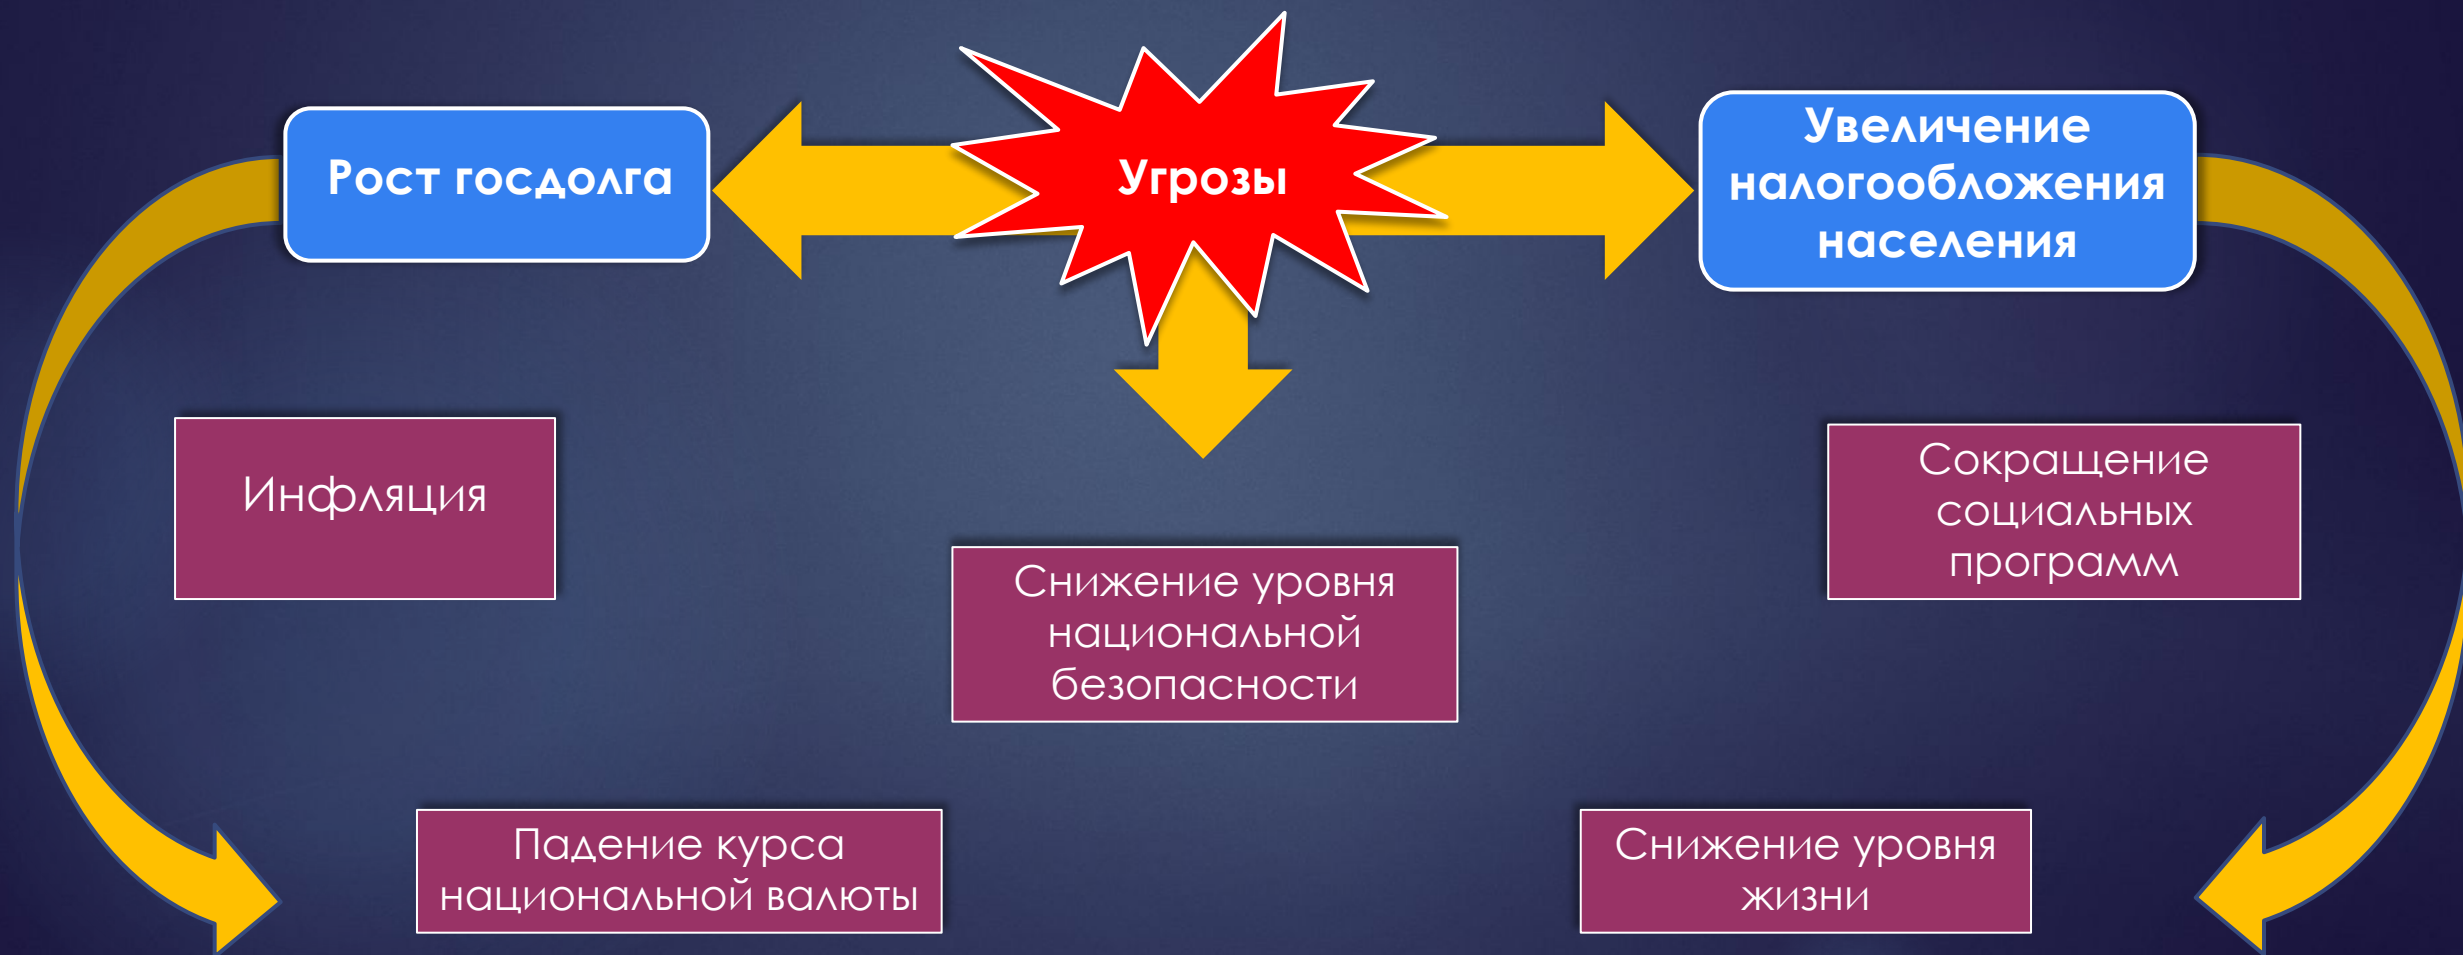 Угрозы
Рост госдолга
Увеличение
налогообложения
населения
Инфляция
Сокращение
социальных
программ
Снижение уровня
национальной
безопасности
Падение курса
национальной валюты
Снижение уровня
жизни